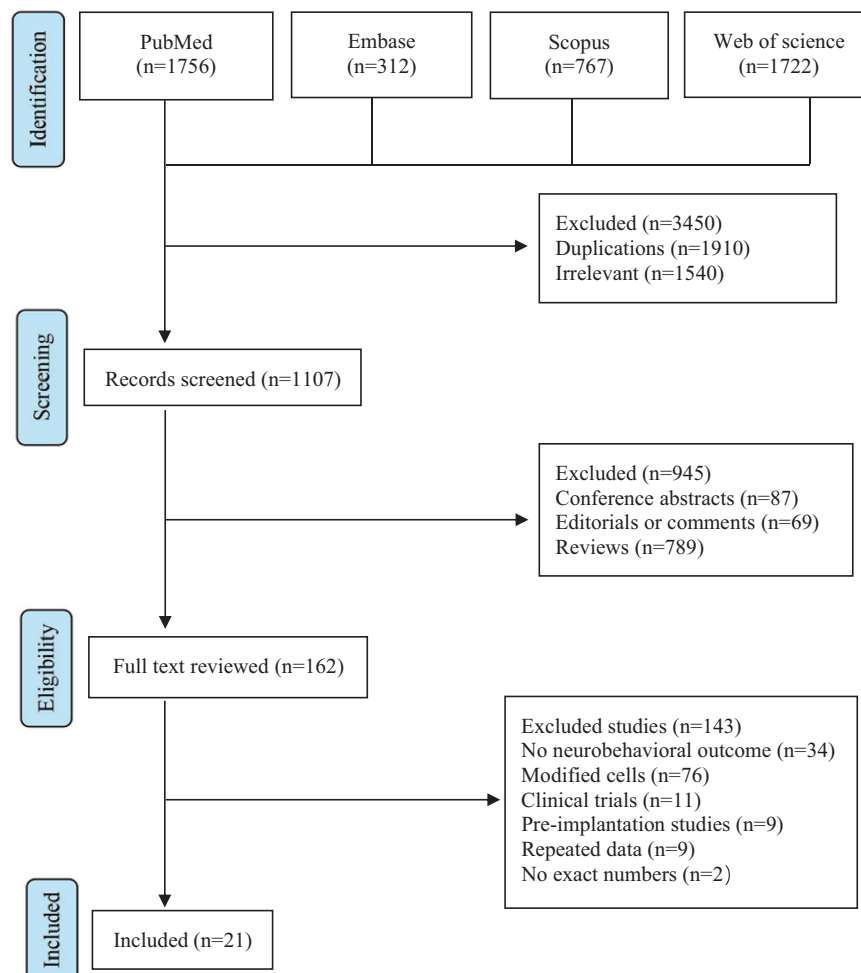 Identification
PubMed
(n=1756)
Embase
(n=312)
Scopus
(n=767)
Web of science
(n=1722)
Excluded (n=3450)
Duplications (n=1910)
Irrelevant (n=1540)
Screening
Records screened (n=1107)
Excluded (n=945)
Conference abstracts (n=87)
Editorials or comments (n=69)
Reviews (n=789)
Eligibility
Full text reviewed (n=162)
Excluded studies (n=143)
No neurobehavioral outcome (n=34)
Modified cells (n=76)
Clinical trials (n=11)
Pre-implantation studies (n=9)
Repeated data (n=9)
No exact numbers (n=2)
Included
Included (n=21)